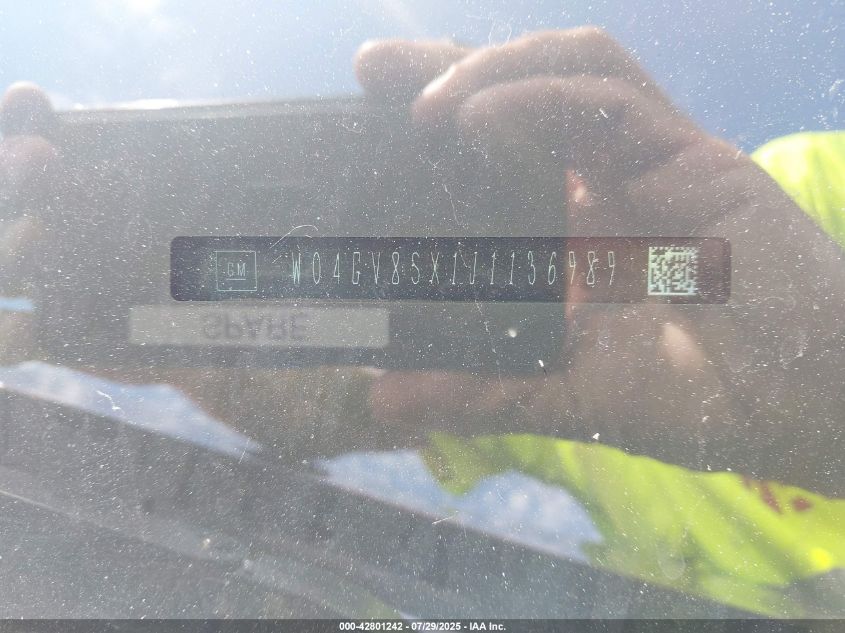 GM W04GV8SX1J1136989
SPARE
000-42801242 - 07/29/2025 - IAA Inc.